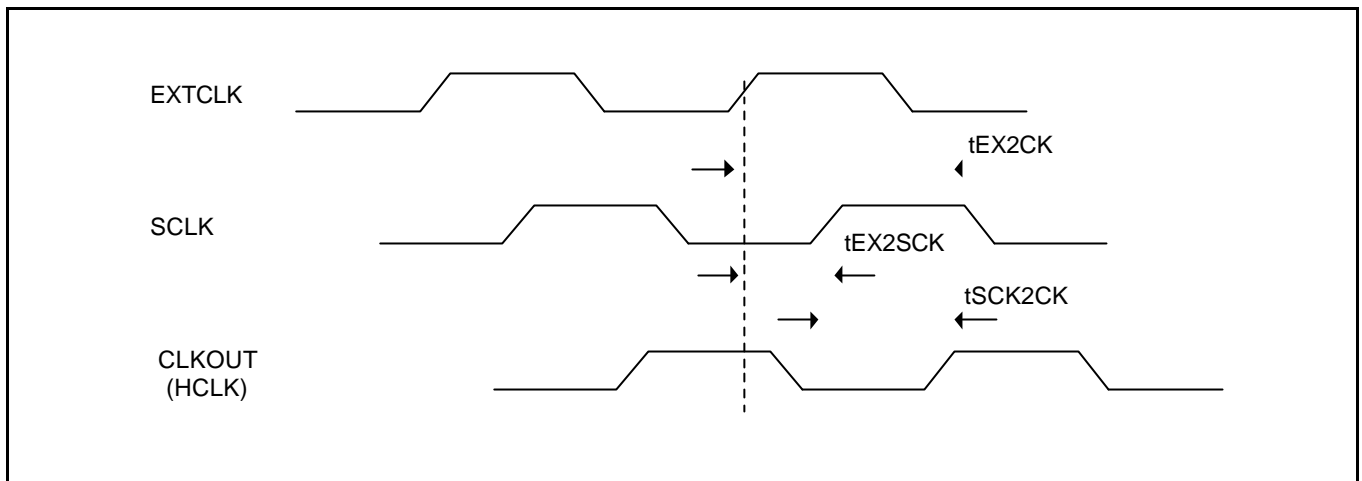 EXTCLK
tEX2CK
SCLK
tEX2SCK
tSCK2CK
CLKOUT
(HCLK)